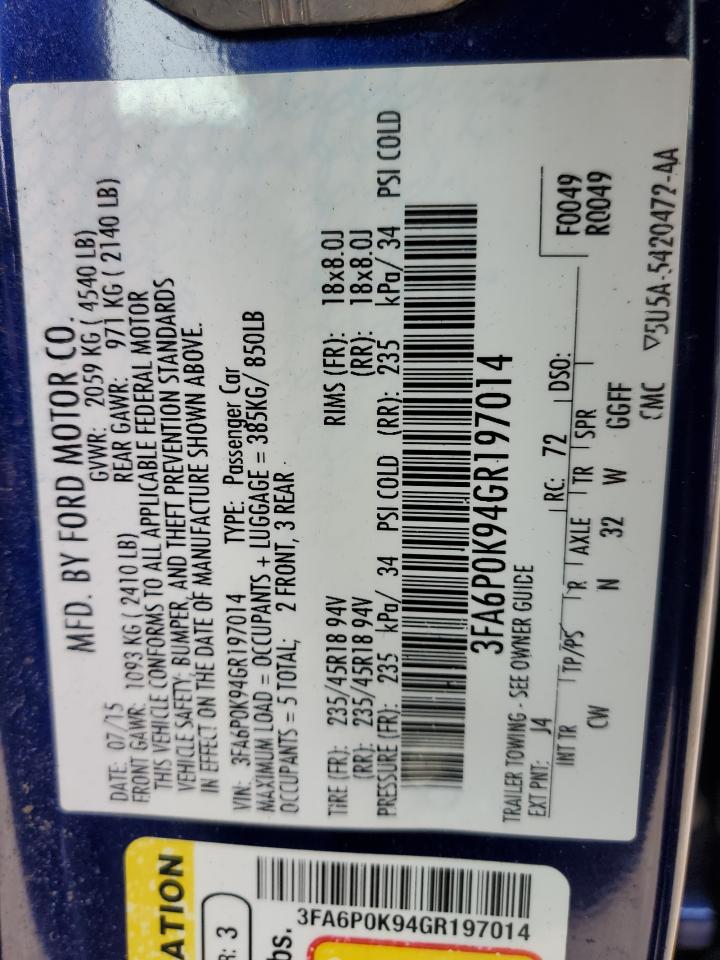 MFD. BY FORD MOTOR CO.
DATE: 07/15 GVWR: 2059 KG ( 4540 LB)
FRONT GAWR: 1093 KG ( 2410 LB) REAR GAWR: 971 KG ( 2140 LB)
THIS VEHICLE CONFORMS TO ALL APPLICABLE FEDERAL MOTOR
VEHICLE SAFETY, BUMPER, AND THEFT PREVENTION STANDARDS
IN EFFECT ON THE DATE OF MANUFACTURE SHOWN ABOVE.
VIN: 3FA6P0K94GR197014 TYPE: Passenger Car
MAXIMUM LOAD = OCCUPANTS + LUGGAGE = 385KG/ 850LB
OCCUPANTS = 5 TOTAL; 2 FRONT, 3 REAR
TIRE (FR): 235/45R18 94V RIMS (FR): 18x8.0J
(RR): 235/45R18 94V (RR): 18x8.0J
PRESSURE (FR): 235 kPa/ 34 PSI COLD (RR): 235 kPa/ 34 PSI COLD
3FA6P0K94GR197014
TRAILER TOWING - SEE OWNER GUIDE
EXT PNT: J4 RC: 72 DSO: F0049
R0049
INT TR TP/PS R AXLE TR SPR
CW N 32 W GGFF
CMC ▽5U5A-5420472-AA
ATION
R: 3
bs.
3FA6P0K94GR197014